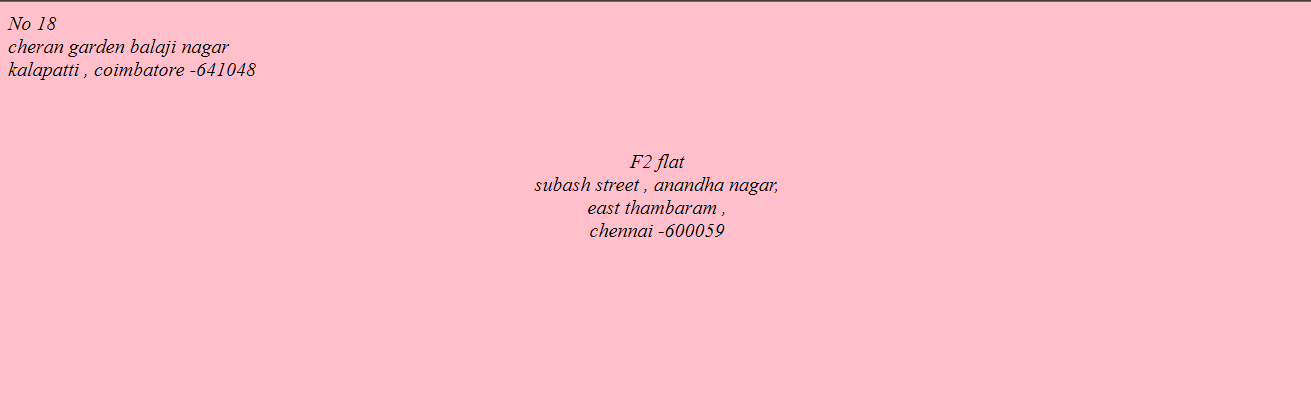 No 18
cheran garden balaji nagar
kalapatti , coimbatore -641048
F2 flat
subash street , anandha nagar,
east thambaram ,
chennai -600059